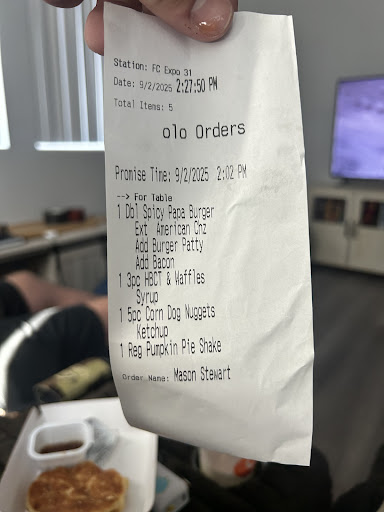 Station: FC Expo 31
Date: 9/2/2025 2:27:50 PM
Total Items: 5
olo Orders
Promise Time: 9/2/2025 2:02 PM
--> For Table
1 Dbl Spicy Papa Burger
Ext American Chz
Add Burger Patty
Add Bacon
1 3pc HBCT & Waffles
Syrup
1 5pc Corn Dog Nuggets
Ketchup
1 Reg Pumpkin Pie Shake
Order Name: Mason Stewart